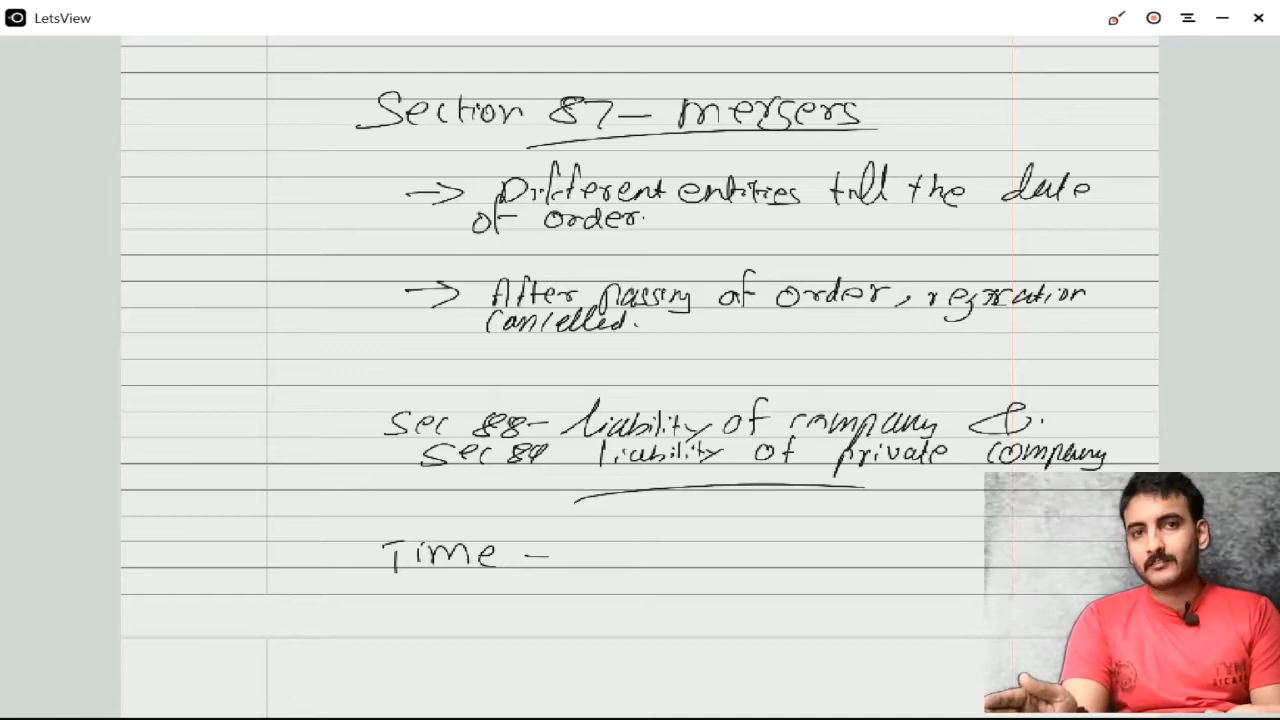 LetsView
Section 87- Mergers
→ Different entities till the date
of order.
→ After passing of order,
cancelled.
Sec 88- liability of company &.
Sec 89 liability of private company
Time -